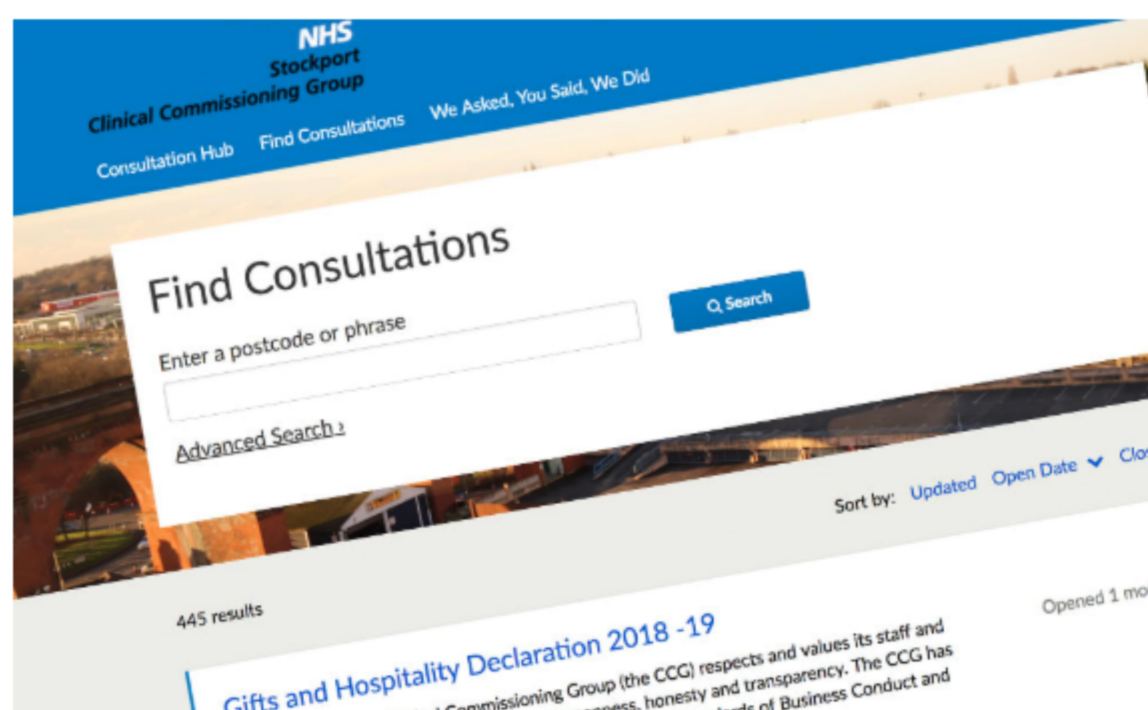 NHS
Stockport
Clinical Commissioning Group
Consultation Hub Find Consultations We Asked, You Said, We Did
Find Consultations
Enter a postcode or phrase
Search
Advanced Search ›
Sort by: Updated Open Date
445 results
Gifts and Hospitality Declaration 2018 -19
Opened 1
Commissioning Group (the CCG) respects and values its staff and
honesty and transparency. The CCG has
of Business Conduct and